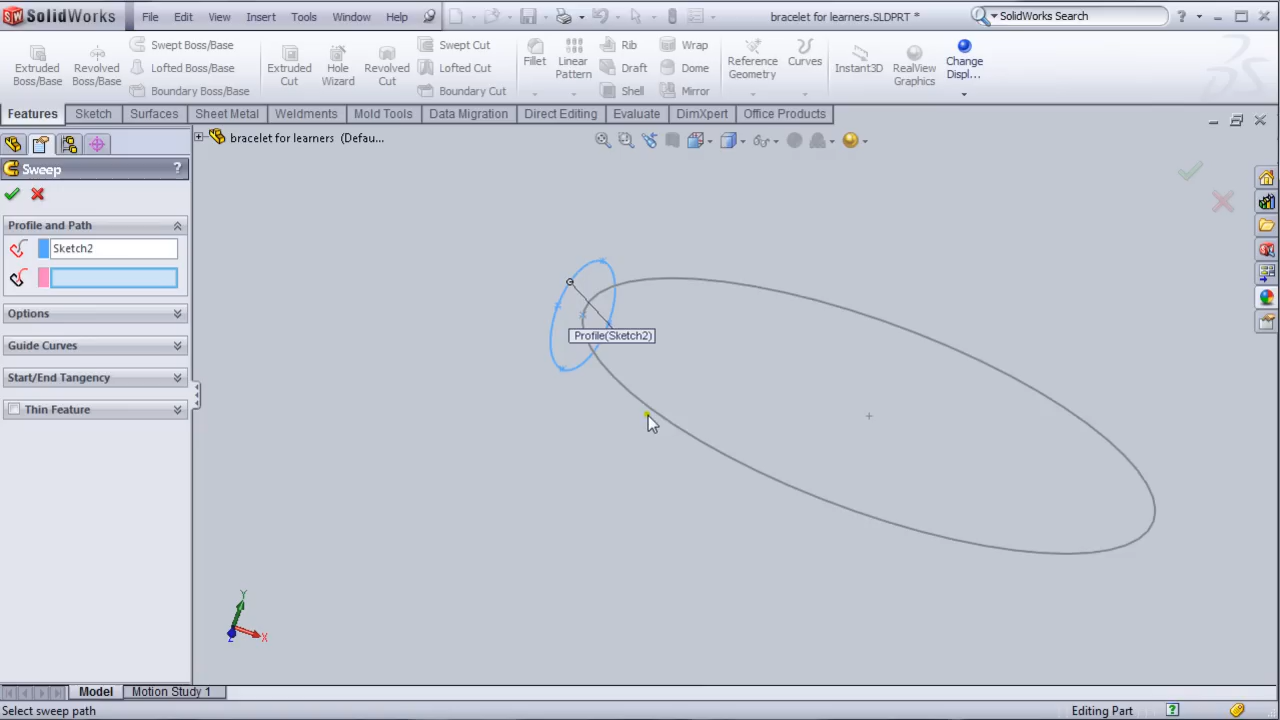 SW SolidWorks File Edit View Insert Tools Window Help bracelet for learners.SLDPRT * SolidWorks Search ?
Extruded Boss/Base
Revolved Boss/Base
Swept Boss/Base
Lofted Boss/Base
Boundary Boss/Base
Extruded Cut
Hole Wizard
Revolved Cut
Swept Cut
Lofted Cut
Boundary Cut
Fillet
Linear Pattern
Rib
Draft
Shell
Wrap
Dome
Mirror
Reference Geometry
Curves
Instant3D
RealView Graphics
Change Displ...
Features Sketch Surfaces Sheet Metal Weldments Mold Tools Data Migration Direct Editing Evaluate DimXpert Office Products
bracelet for learners (Defau...
Sweep ?
Profile and Path
Sketch2
Options
Guide Curves
Start/End Tangency
Thin Feature
Profile(Sketch2)
Y
X
Z
Model Motion Study 1
Select sweep path Editing Part ?